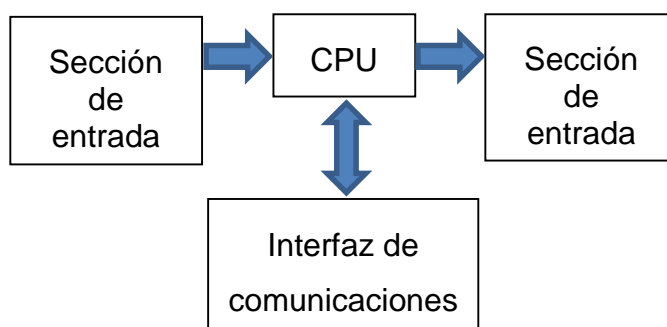 Sección
de
entrada
CPU
Sección
de
entrada
Interfaz de
comunicaciones